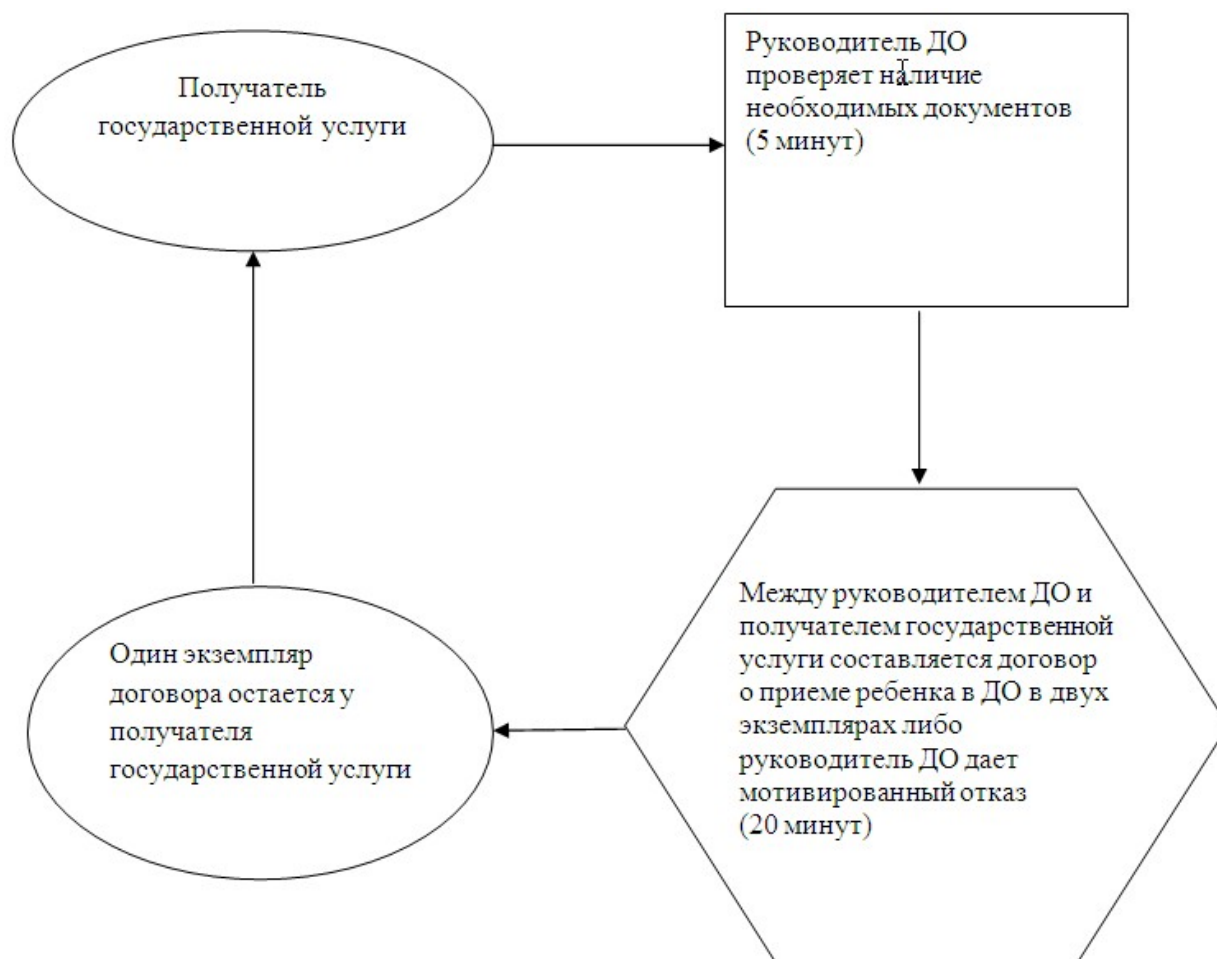 Получатель
государственной услуги
Руководитель ДО
проверяет наличие
необходимых документов
(5 минут)
Между руководителем ДО и
получателем государственной
услуги составляется договор
о приеме ребенка в ДО в двух
экземплярах либо
руководитель ДО дает
мотивированный отказ
(20 минут)
Один экземпляр
договора остается у
получателя
государственной услуги